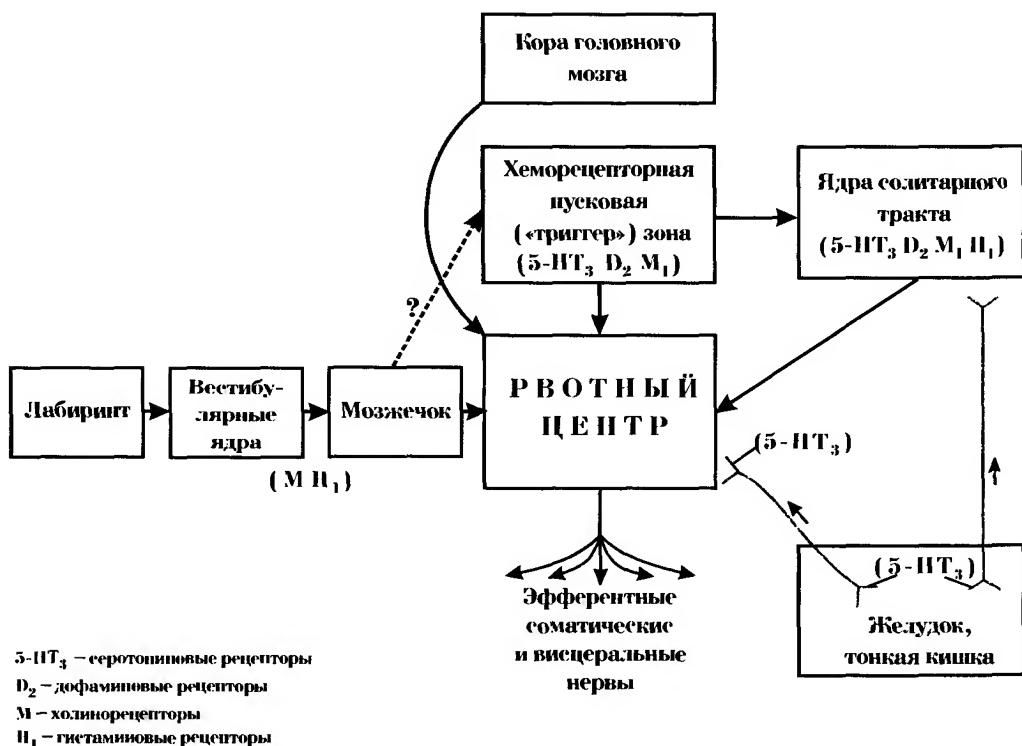 Кора головного
мозга
Хеморецепторная
пусковая
(«триггер») зона
(5-HT₃ D₂ M₁)
Ядра солитарного
тракта
(5-HT₃ D₂ M₁ H₁)
?
Лабиринт
Вестибу-
лярные
ядра
(M H₁)
Мозжечок
РВОТНЫЙ
ЦЕНТР
(5-HT₃)
(5-HT₃)
Желудок,
тонкая кишка
Эфферентные
соматические
и висцеральные
нервы
5-HT₃ – серотониновые рецепторы
D₂ – дофаминовые рецепторы
M – холинорецепторы
H₁ – гистаминовые рецепторы